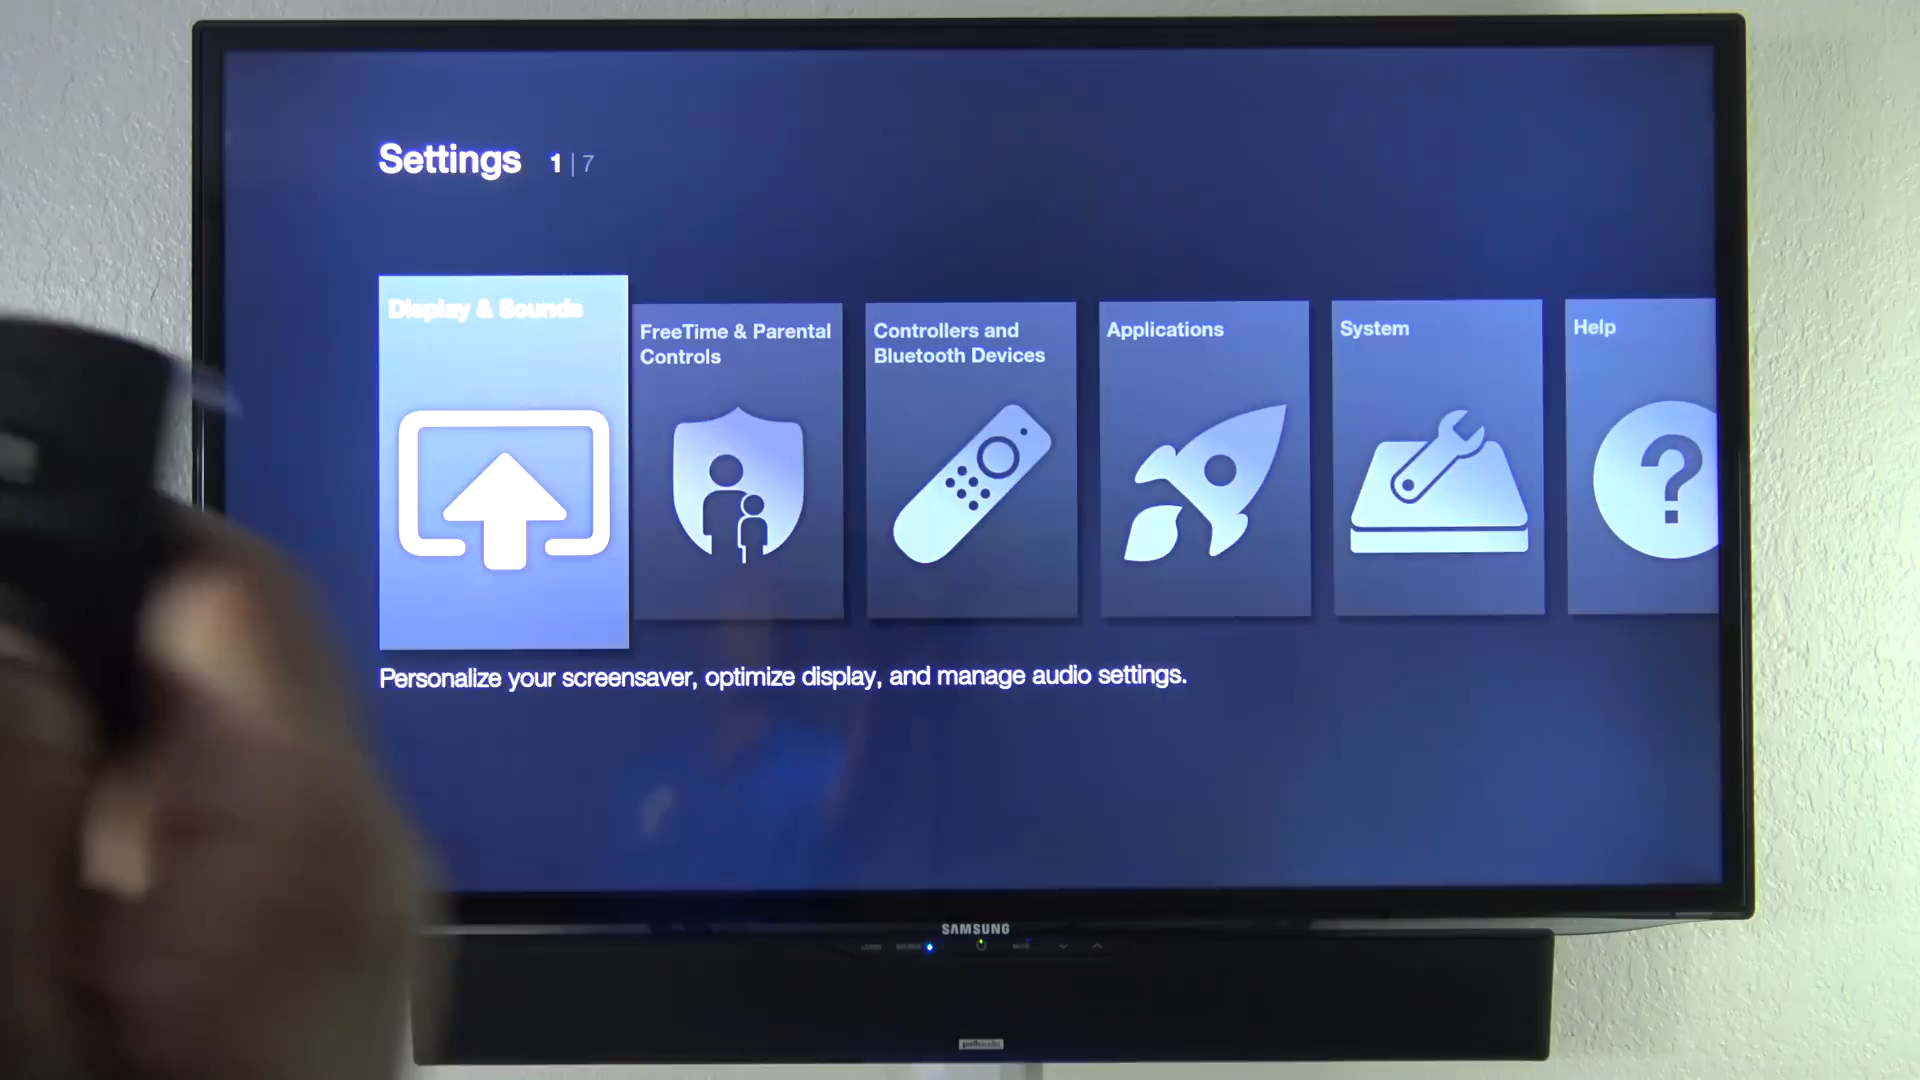 Settings 1 | 7
Display & Sounds
FreeTime & Parental
Controls
Controllers and
Bluetooth Devices
Applications
System
Help
?
Personalize your screensaver, optimize display, and manage audio settings.
SAMSUNG
polkaudio